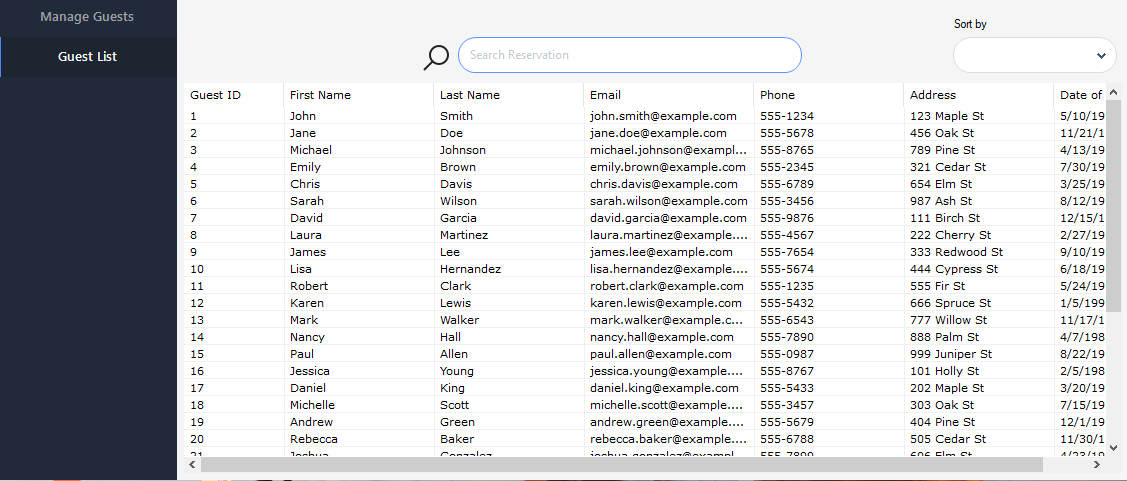 Manage Guests
Guest List
Sort by
Search Reservation
Guest ID First Name Last Name Email Phone Address Date of
1 John Smith john.smith@example.com 555-1234 123 Maple St 5/10/19
2 Jane Doe jane.doe@example.com 555-5678 456 Oak St 11/21/1
3 Michael Johnson michael.johnson@exampl... 555-8765 789 Pine St 4/13/19
4 Emily Brown emily.brown@example.com 555-2345 321 Cedar St 7/30/19
5 Chris Davis chris.davis@example.com 555-6789 654 Elm St 3/25/19
6 Sarah Wilson sarah.wilson@example.com 555-3456 987 Ash St 8/12/19
7 David Garcia david.garcia@example.com 555-9876 111 Birch St 12/15/1
8 Laura Martinez laura.martinez@example.... 555-4567 222 Cherry St 2/27/19
9 James Lee james.lee@example.com 555-7654 333 Redwood St 9/10/19
10 Lisa Hernandez lisa.hernandez@example.... 555-5674 444 Cypress St 6/18/19
11 Robert Clark robert.clark@example.com 555-1235 555 Fir St 5/24/19
12 Karen Lewis karen.lewis@example.com 555-5432 666 Spruce St 1/5/199
13 Mark Walker mark.walker@example.c... 555-6543 777 Willow St 11/17/1
14 Nancy Hall nancy.hall@example.com 555-7890 888 Palm St 4/7/198
15 Paul Allen paul.allen@example.com 555-0987 999 Juniper St 8/22/19
16 Jessica Young jessica.young@example.... 555-8767 101 Holly St 2/5/198
17 Daniel King daniel.king@example.com 555-5433 202 Maple St 3/20/19
18 Michelle Scott michelle.scott@example.... 555-3457 303 Oak St 7/15/19
19 Andrew Green andrew.green@example.... 555-5679 404 Pine St 12/1/19
20 Rebecca Baker rebecca.baker@example.... 555-6788 505 Cedar St 11/30/1
21 Joshua Gonzalez joshua.gonzalez@example.... 555-7899 606 Elm St 4/23/19